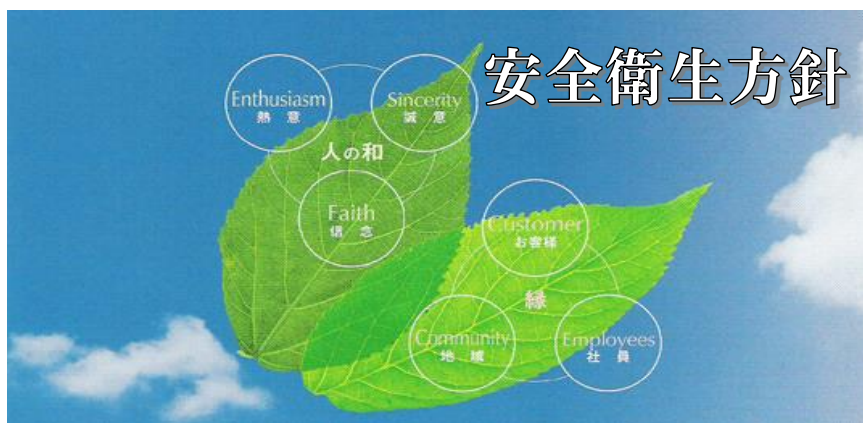 安全衛生方針
Enthusiasm
熱意
Sincerity
誠意
人の和
Faith
信念
Customer
お客様
縁
Community
地域
Employees
社員